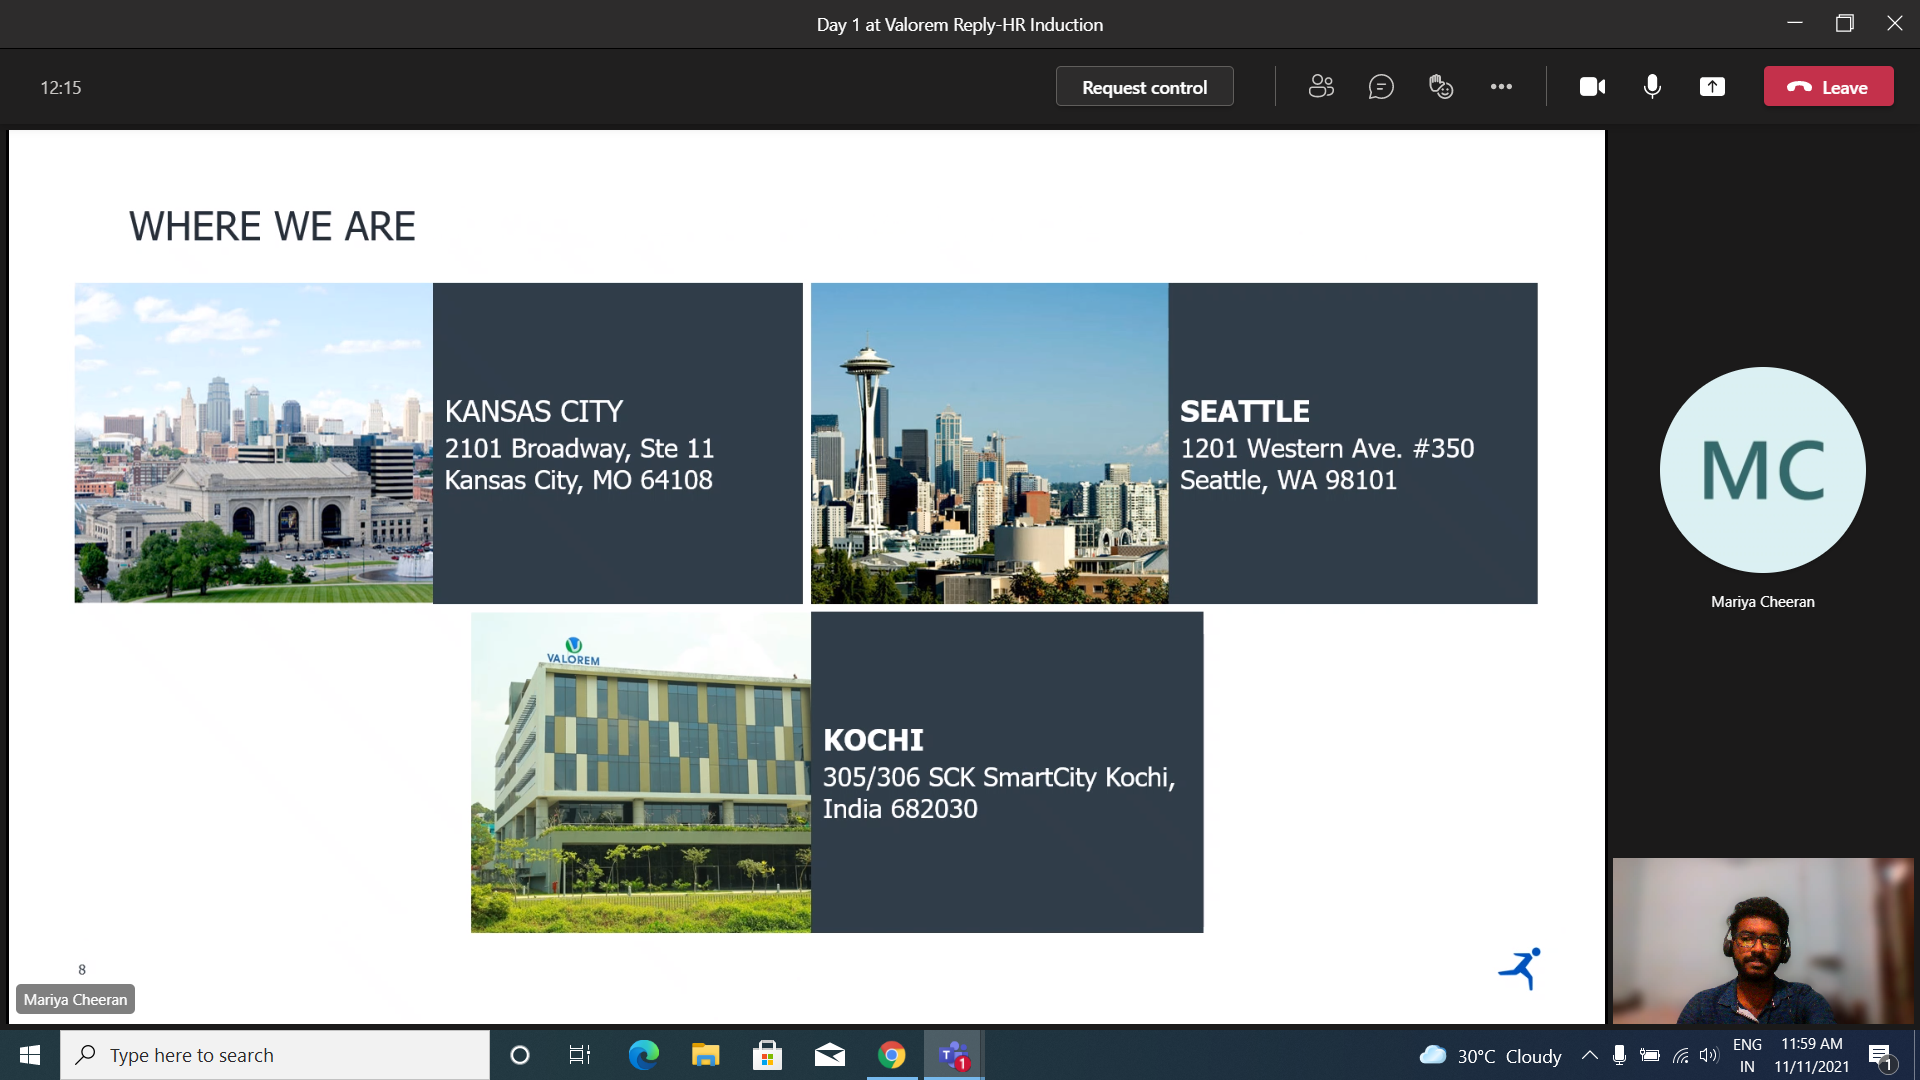 Day 1 at Valorem Reply-HR Induction
12:15
Request control
Leave
WHERE WE ARE
KANSAS CITY
2101 Broadway, Ste 11
Kansas City, MO 64108
SEATTLE
1201 Western Ave. #350
Seattle, WA 98101
VALOREM
KOCHI
305/306 SCK SmartCity Kochi,
India 682030
8
Mariya Cheeran
MC
Mariya Cheeran
Type here to search
T
1
30°C Cloudy
ENG
IN
11:59 AM
11/11/2021
1